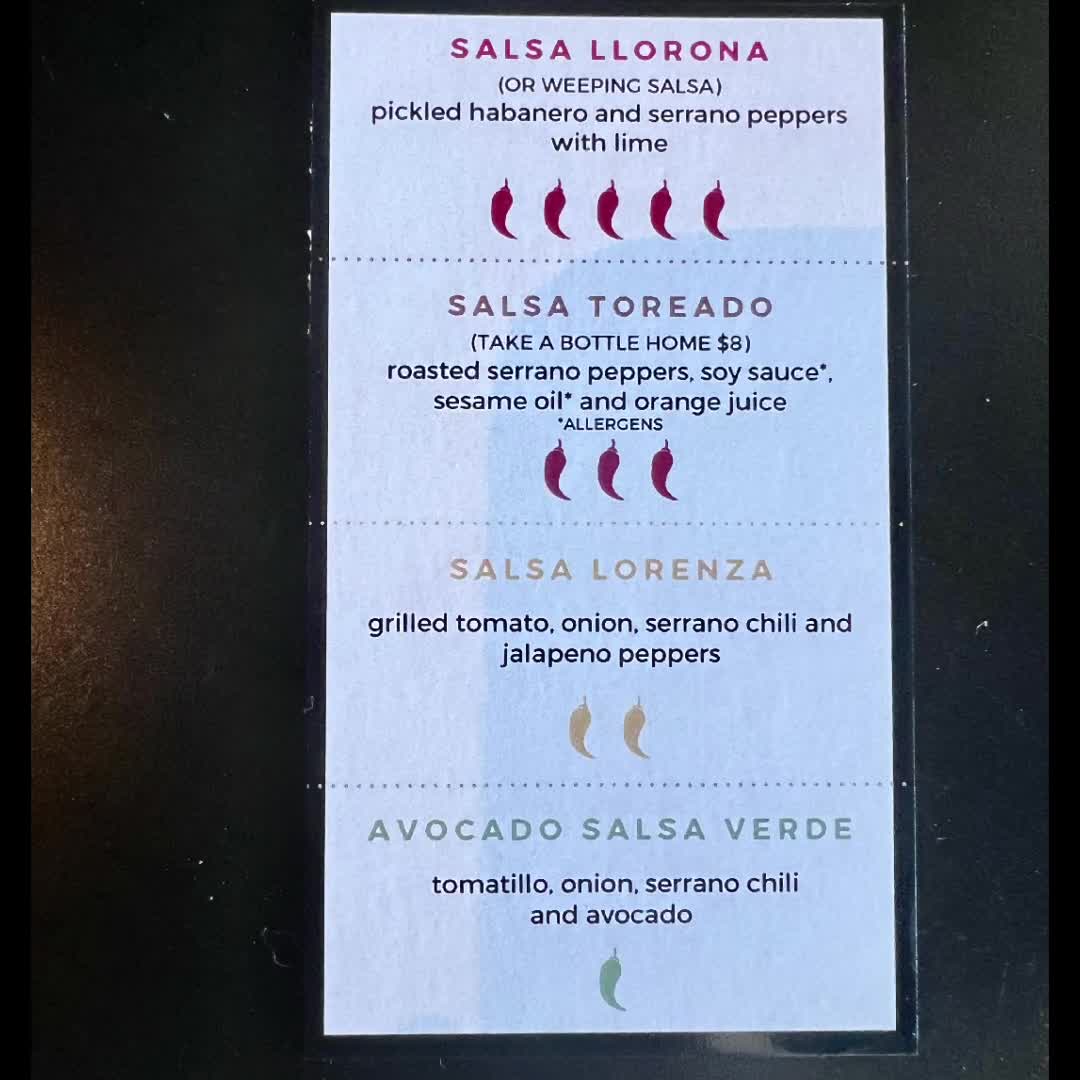 SALSA LLORONA
(OR WEEPING SALSA)
pickled habanero and serrano peppers
with lime
SALSA TOREADO
(TAKE A BOTTLE HOME $8)
roasted serrano peppers, soy sauce*,
sesame oil* and orange juice
*ALLERGENS
SALSA LORENZA
grilled tomato, onion, serrano chili and
jalapeno peppers
AVOCADO SALSA VERDE
tomatillo, onion, serrano chili
and avocado